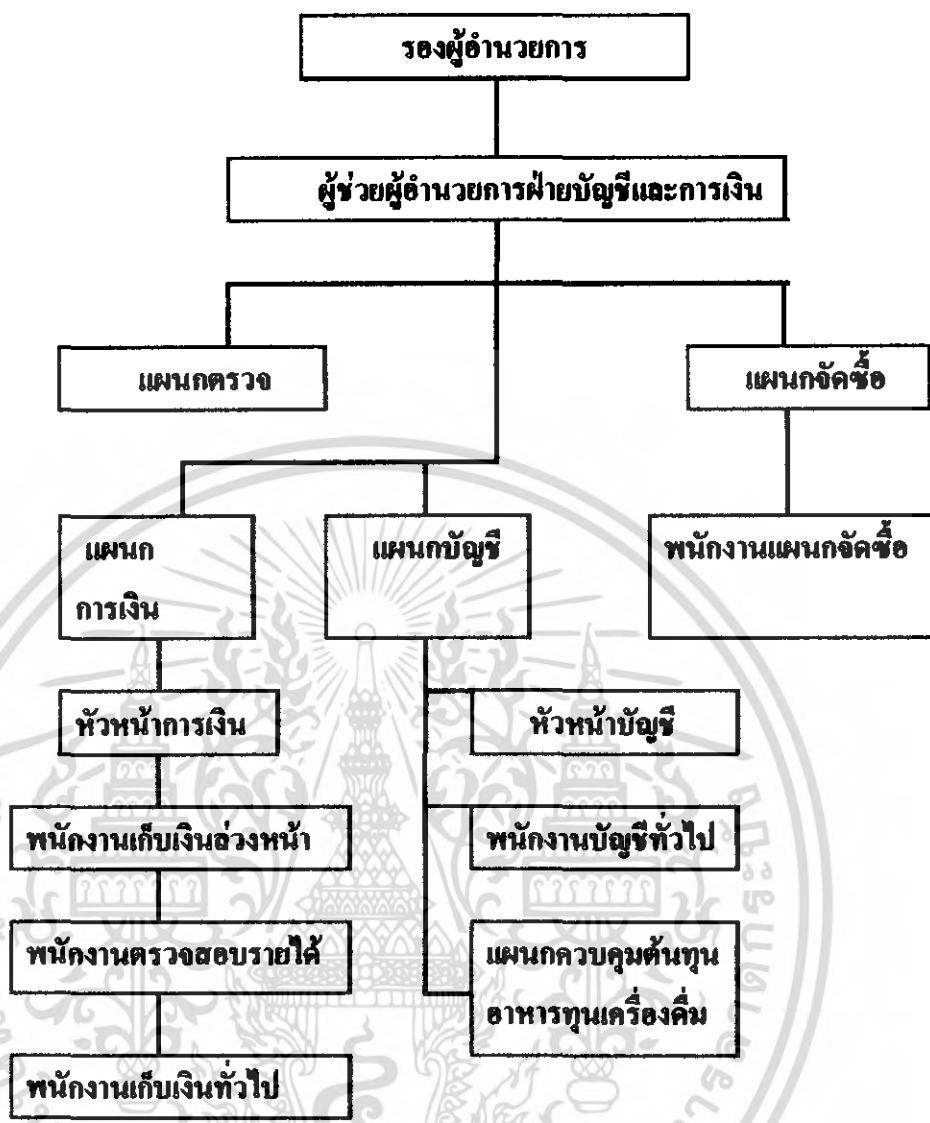 รองผู้อำนวยการ
ผู้ช่วยผู้อำนวยการฝ่ายบัญชีและการเงิน
แผนกตรวจ
แผนกจัดซื้อ
แผนก
การเงิน
แผนกบัญชี
พนักงานแผนกจัดซื้อ
หัวหน้าการเงิน
หัวหน้าบัญชี
พนักงานเก็บเงินล่วงหน้า
พนักงานบัญชีทั่วไป
พนักงานตรวจสอบรายได้
แผนกควบคุมต้นทุน
อาหารทุนเครื่องดื่ม
พนักงานเก็บเงินทั่วไป